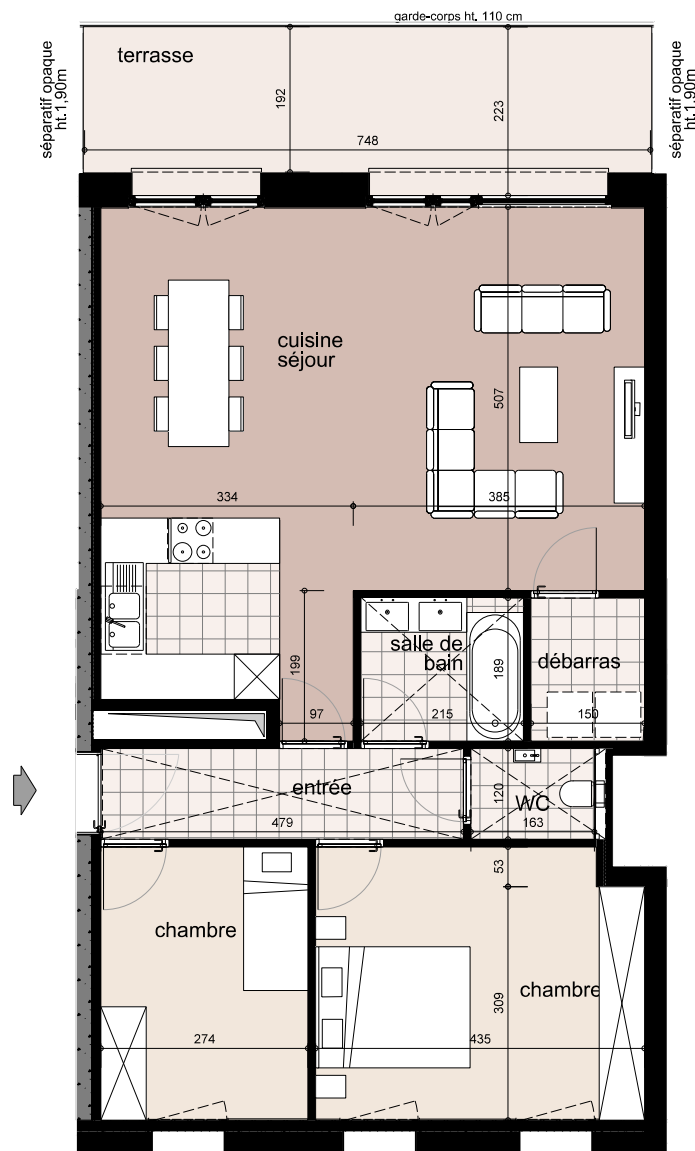 garde-corps ht. 110 cm
séparatif opaque
ht.1,90m
terrasse
192
223
séparatif opaque
ht.1.90m
748
cuisine
séjour
507
334
385
199
salle de
bain
189
débarras
97
215
150
entrée
479
120
WC
163
53
chambre
chambre
309
274
435